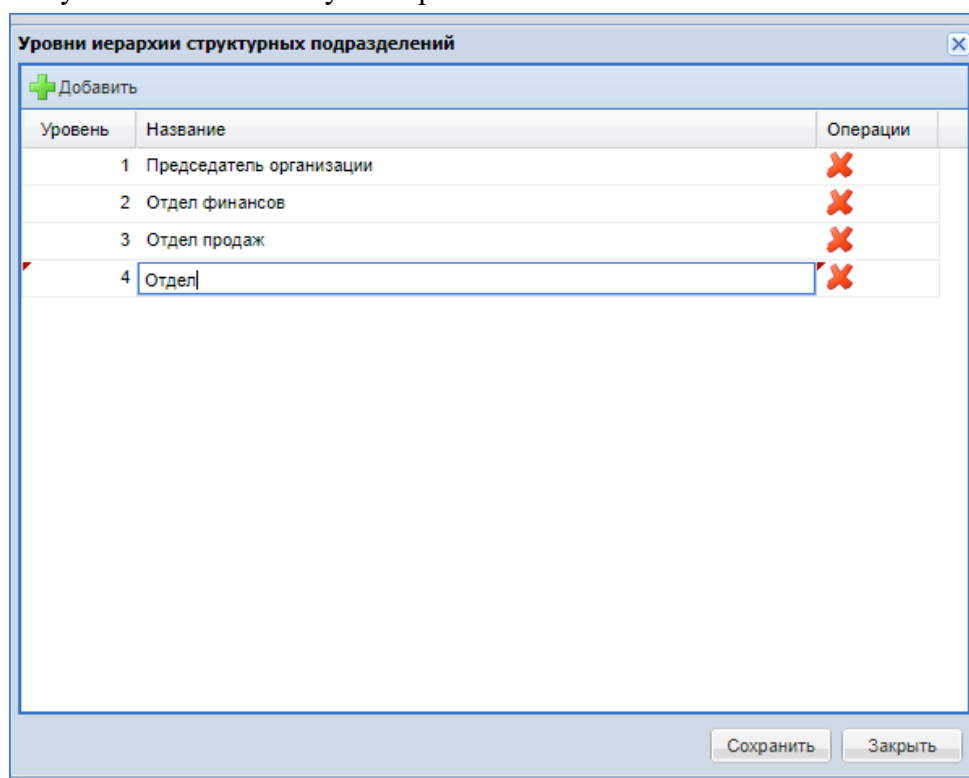 Уровни иерархии структурных подразделений
Добавить
Уровень Название Операции
1 Председатель организации
2 Отдел финансов
3 Отдел продаж
4 Отдел
Сохранить Закрыть